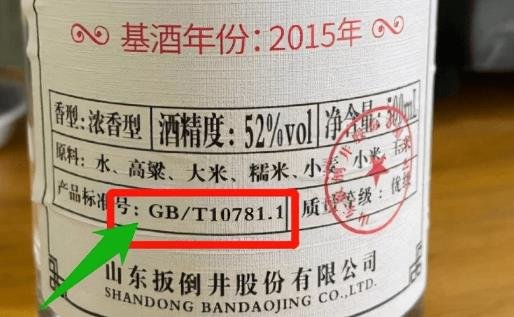 基酒年份：2015年
香型：浓香型 酒精度：52%vol 净含量：500mL
原料：水、高粱、大米、糯米、小麦、小米、玉米
产品标准号：GB/T10781.1 质量等级：优级
山东扳倒井股份有限公司
SHANDONG BANDAOJING CO.,LTD.